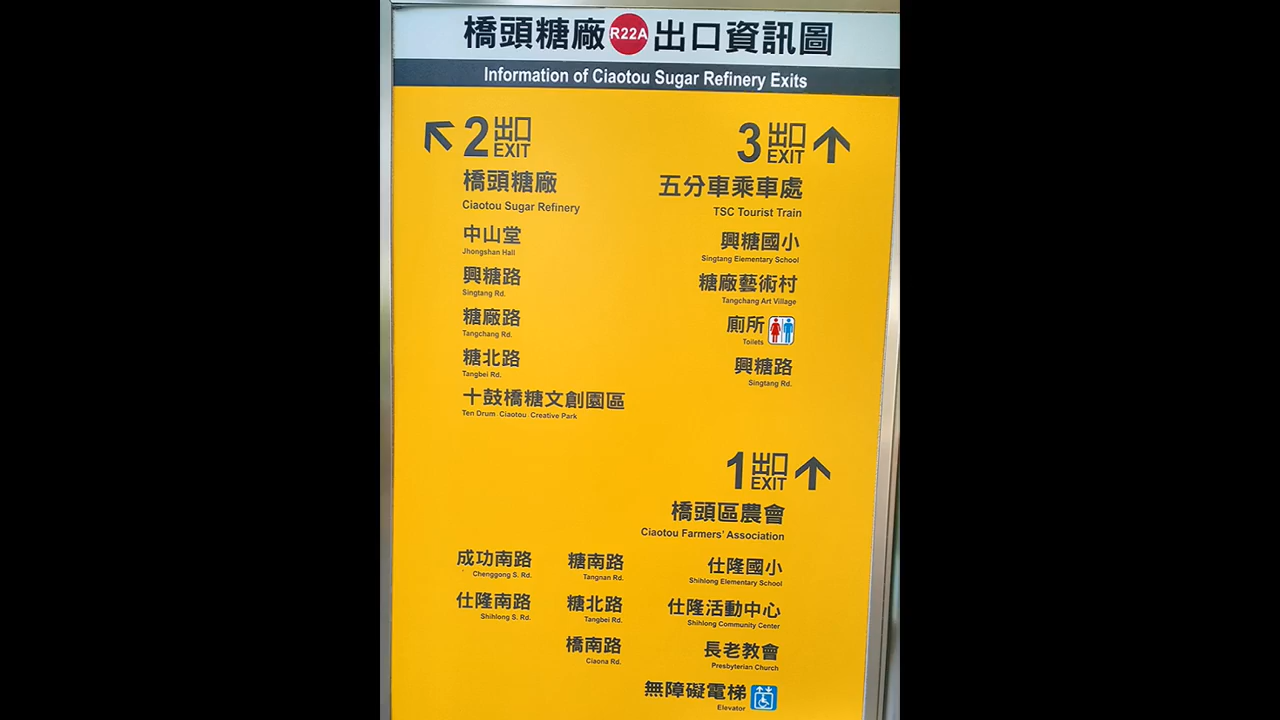 橋頭糖廠 R22A 出口資訊圖
Information of Ciaotou Sugar Refinery Exits
2 出口 EXIT
橋頭糖廠
Ciaotou Sugar Refinery
中山堂
Jhongshan Hall
興糖路
Singtang Rd.
糖廠路
Tangchang Rd.
糖北路
Tangbei Rd.
十鼓橋糖文創園區
Ten Drum Ciaotou Creative Park
3 出口 EXIT
五分車乘車處
TSC Tourist Train
興糖國小
Singtang Elementary School
糖廠藝術村
Tangchang Art Village
廁所
Toilets
興糖路
Singtang Rd.
1 出口 EXIT
橋頭區農會
Ciaotou Farmers' Association
成功南路
Chenggong S. Rd.
仕隆南路
Shihlong S. Rd.
糖南路
Tangnan Rd.
糖北路
Tangbei Rd.
橋南路
Ciaona Rd.
仕隆國小
Shihlong Elementary School
仕隆活動中心
Shihlong Community Center
長老教會
Presbyterian Church
無障礙電梯
Elevator